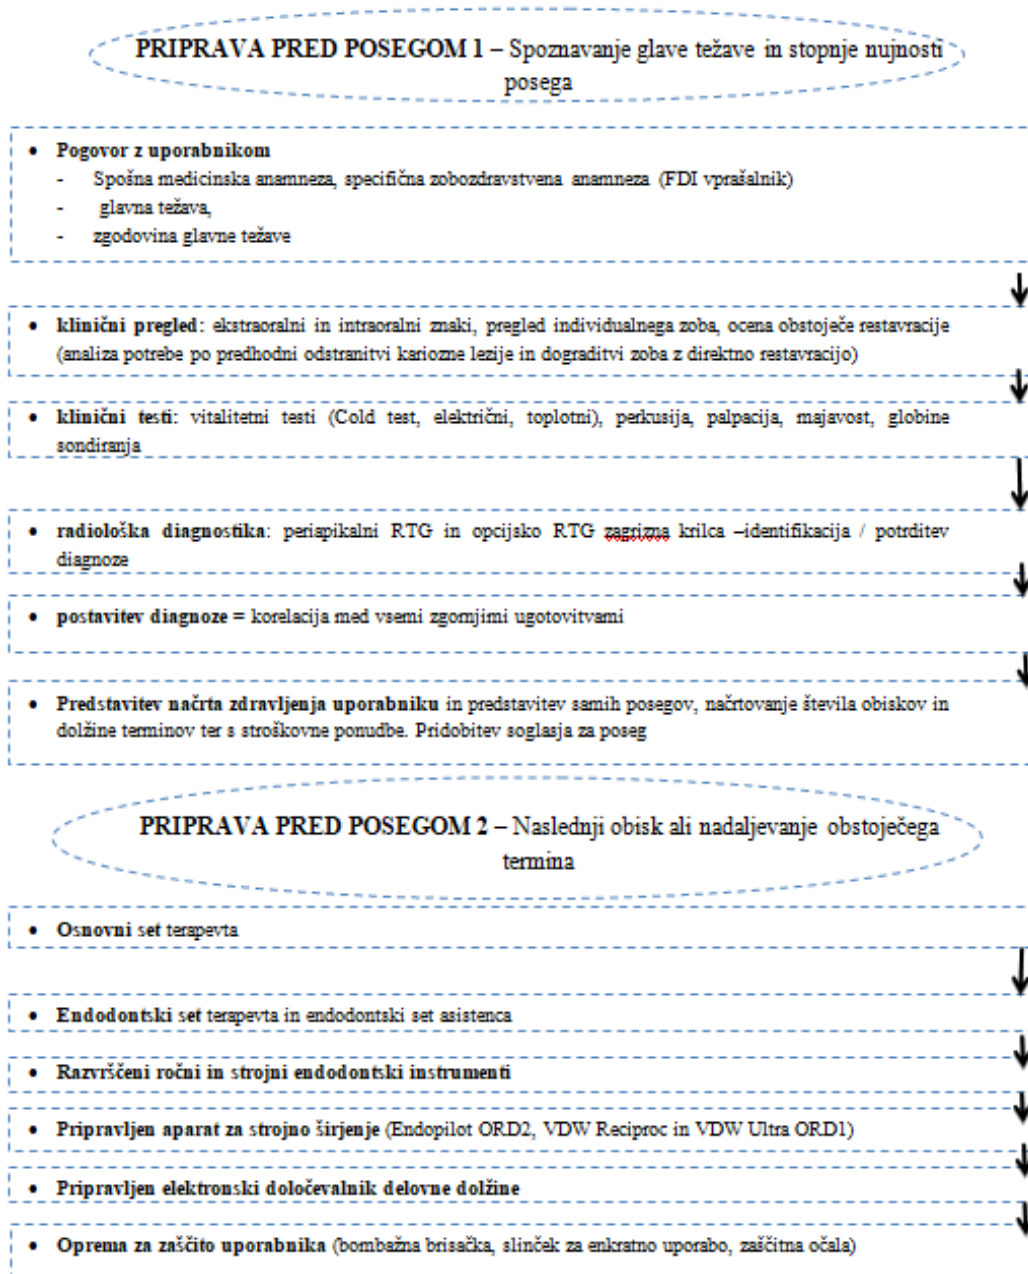 PRIPRAVA PRED POSEGOM 1 – Spoznavanje glave težave in stopnje nujnosti
posega
• Pogovor z uporabnikom
- Spošna medicinska anamneza, specifična zobozdravstvena anamneza (FDI vprašalnik)
- glavna težava,
- zgodovina glavne težave
• klinični pregled: ekstraoralni in intraoralni znaki, pregled individualnega zoba, ocena obstoječe restavracije
(analiza potrebe po predhodni odstranitvi kariozne lezije in dograditvi zoba z direktno restavracijo)
• klinični testi: vitalitetni testi (Cold test, električni, toplotni), perkusija, palpacija, majavost, globine
sondiranja
• radiološka diagnostika: periapikalni RTG in opcijsko RTG zagrizna krilca –identifikacija / potrditev
diagnoze
• postavitev diagnoze = korelacija med vsemi zgornjimi ugotovitvami
• Predstavitev načrta zdravljenja uporabniku in predstavitev samih posegov, načrtovanje števila obiskov in
dolžine terminov ter s stroškovne ponudbe. Pridobitev soglasja za poseg
PRIPRAVA PRED POSEGOM 2 – Naslednji obisk ali nadaljevanje obstoječega
termina
• Osnovni set terapevta
• Endodontski set terapevta in endodontski set asistenca
• Razvrščeni ročni in strojni endodontski instrumenti
• Pripravljen aparat za strojno širjenje (Endopilot ORD2, VDW Reciproc in VDW Ultra ORD1)
• Pripravljen elektronski določevalnik delovne dolžine
• Oprema za zaščito uporabnika (bombažna brisačka, slinček za enkratno uporabo, zaščitna očala)